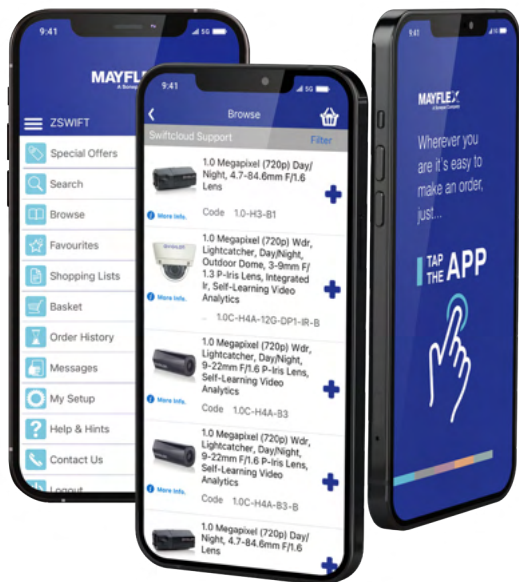 9:41
5G
MAYFLE
ZSWIFT
Special Offers
Search
Browse
Favourites
Shopping Lists
Basket
Order History
Messages
My Setup
Help & Hints
Contact Us
Logout
9:41
5G
Browse
Swiftcloud Support
Filter
1.0 Megapixel (720p) Day/
Night, 4.7-84.6mm F/1.6
Lens
More Info.
Code 1.0-H3-B1
1.0 Megapixel (720p) Wdr,
Lightcatcher, Day/Night,
Outdoor Dome, 3-9mm F/
1.3 P-Iris Lens, Integrated
Ir, Self-Learning Video
Analytics
More Info.
.. 1.0C-H4A-12G-DP1-IR-B
1.0 Megapixel (720p) Wdr,
Lightcatcher, Day/Night,
9-22mm F/1.6 P-Iris Lens,
Self-Learning Video
Analytics
More Info.
Code 1.0C-H4A-B3
1.0 Megapixel (720p) Wdr,
Lightcatcher, Day/Night,
9-22mm F/1.6 P-Iris Lens,
Self-Learning Video
Analytics
More Info.
Code 1.0C-H4A-B3-B
1.0 Megapixel (720p) Day/
Night, 4.7-84.6mm F/1.6
Lens
9:41
MAYFLEX
Wherever you
are it's easy to
make an order,
just...
TAP
THE APP